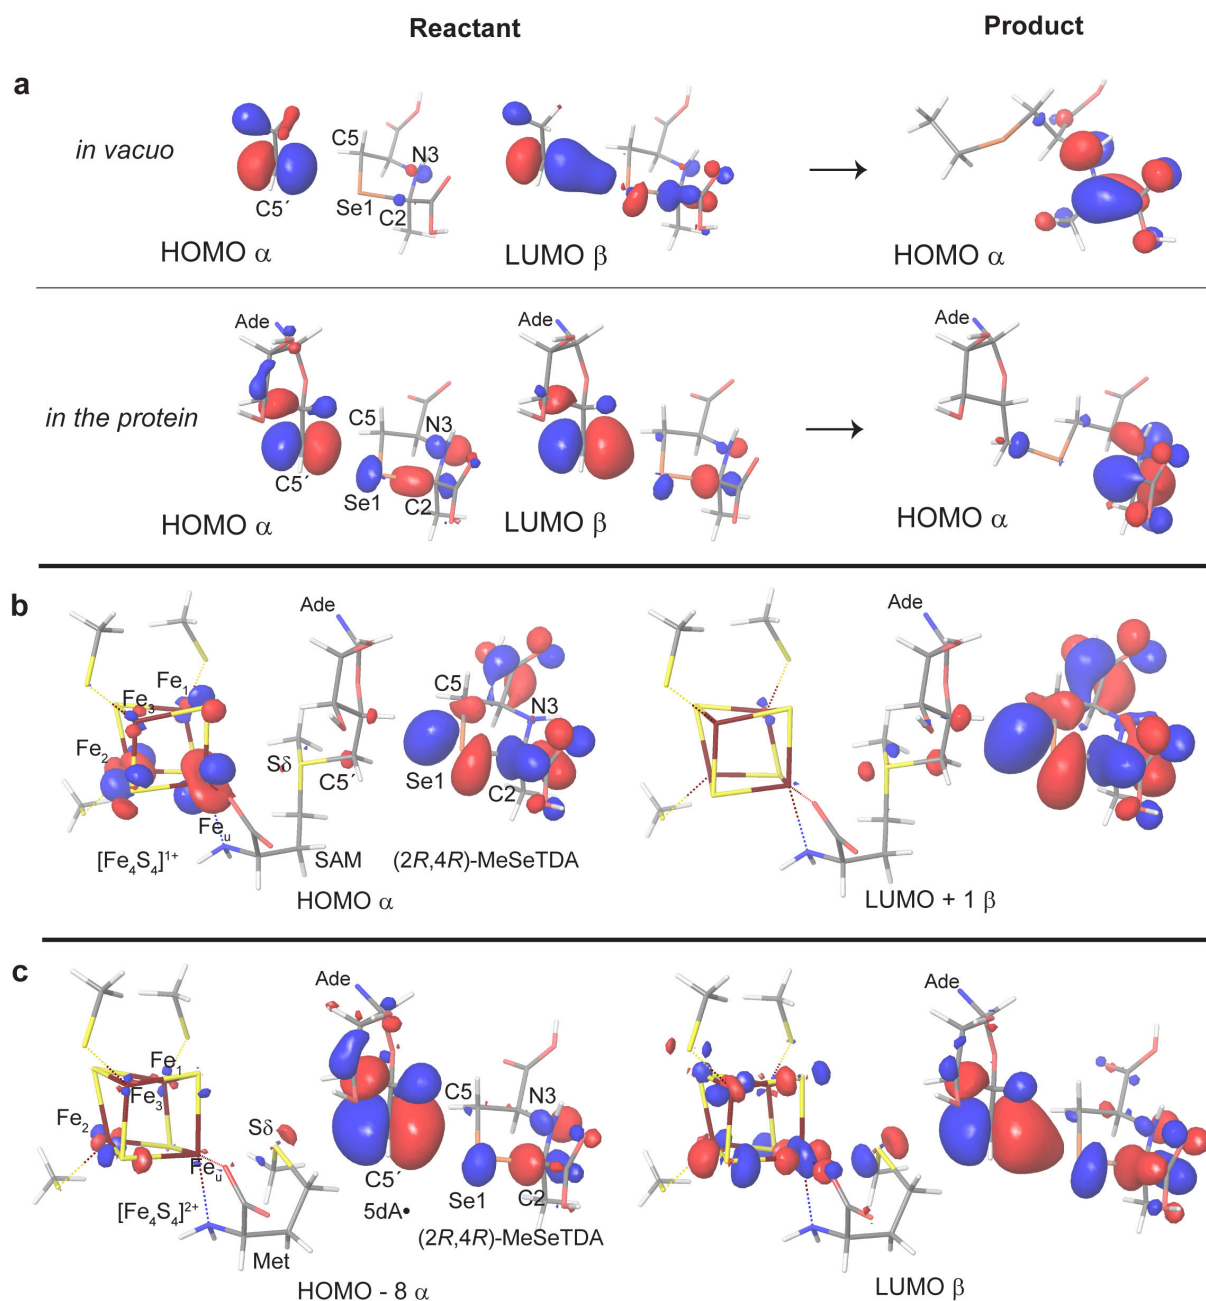 Reactant
Product
a
in vacuo
C5
N3
C5´
Se1
C2
HOMO α
LUMO β
HOMO α
Ade
Ade
Ade
in the protein
C5
N3
C5´
Se1
C2
HOMO α
LUMO β
HOMO α
b
Ade
Ade
Fe1
Fe3
C5
N3
Fe2
Sδ
C5´
Se1
C2
Feu
[Fe4S4]1+
SAM
(2R,4R)-MeSeTDA
HOMO α
LUMO + 1 β
c
Ade
Ade
Fe1
Fe3
C5
N3
Fe2
Sδ
Feu
C5´
Se1
C2
[Fe4S4]2+
5dA•
(2R,4R)-MeSeTDA
Met
HOMO - 8 α
LUMO β